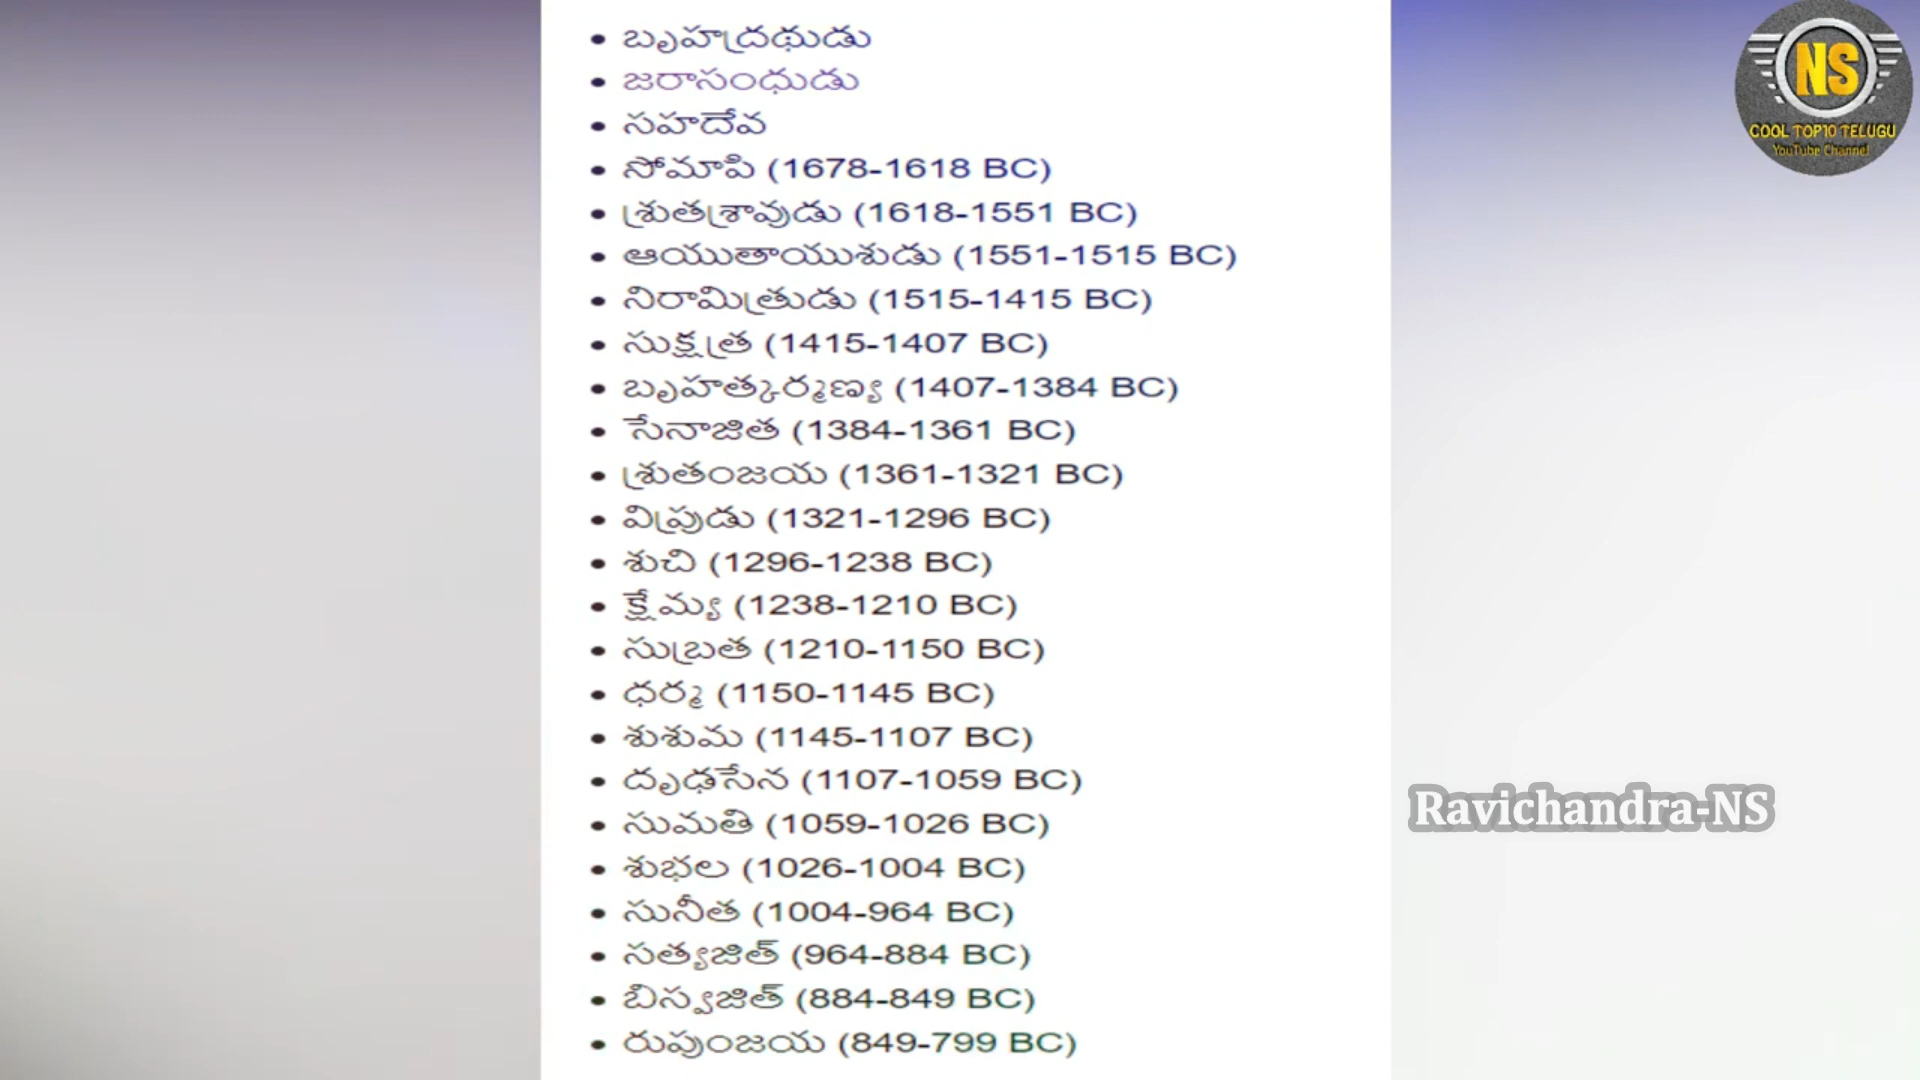 బృహద్రథుడు
జరాసంధుడు
సహదేవ
సోమాపి (1678-1618 BC)
శ్రుతశ్రావుడు (1618-1551 BC)
ఆయుతాయుశుడు (1551-1515 BC)
నిరామిత్రుడు (1515-1415 BC)
సుక్షత్ర (1415-1407 BC)
బృహత్కర్మణ్య (1407-1384 BC)
సేనాజిత (1384-1361 BC)
శ్రుతంజయ (1361-1321 BC)
విప్రుడు (1321-1296 BC)
శుచి (1296-1238 BC)
క్షేమ్య (1238-1210 BC)
సుబ్రత (1210-1150 BC)
ధర్మ (1150-1145 BC)
శుశుమ (1145-1107 BC)
దృఢసేన (1107-1059 BC)
సుమతి (1059-1026 BC)
శుభల (1026-1004 BC)
సునీత (1004-964 BC)
సత్యజిత్ (964-884 BC)
బిస్వజిత్ (884-849 BC)
రుపుంజయ (849-799 BC)
NS
COOL TOP10 TELUGU
YouTube Channel
Ravichandra-NS